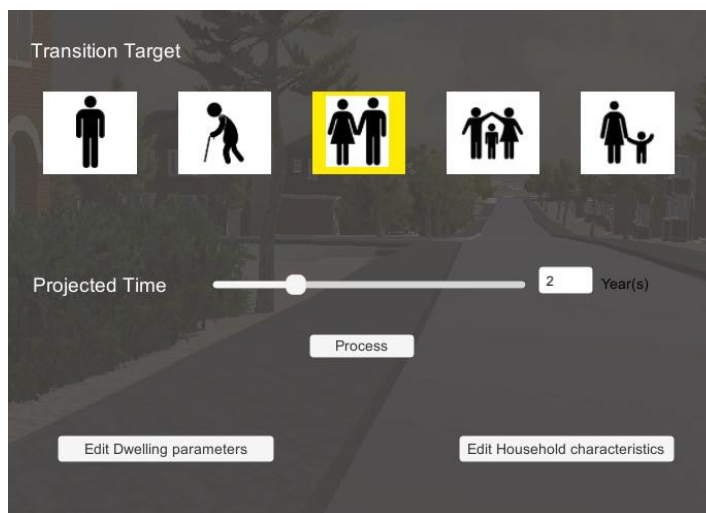 Transition Target
Projected Time
2
Year(s)
Process
Edit Dwelling parameters
Edit Household characteristics